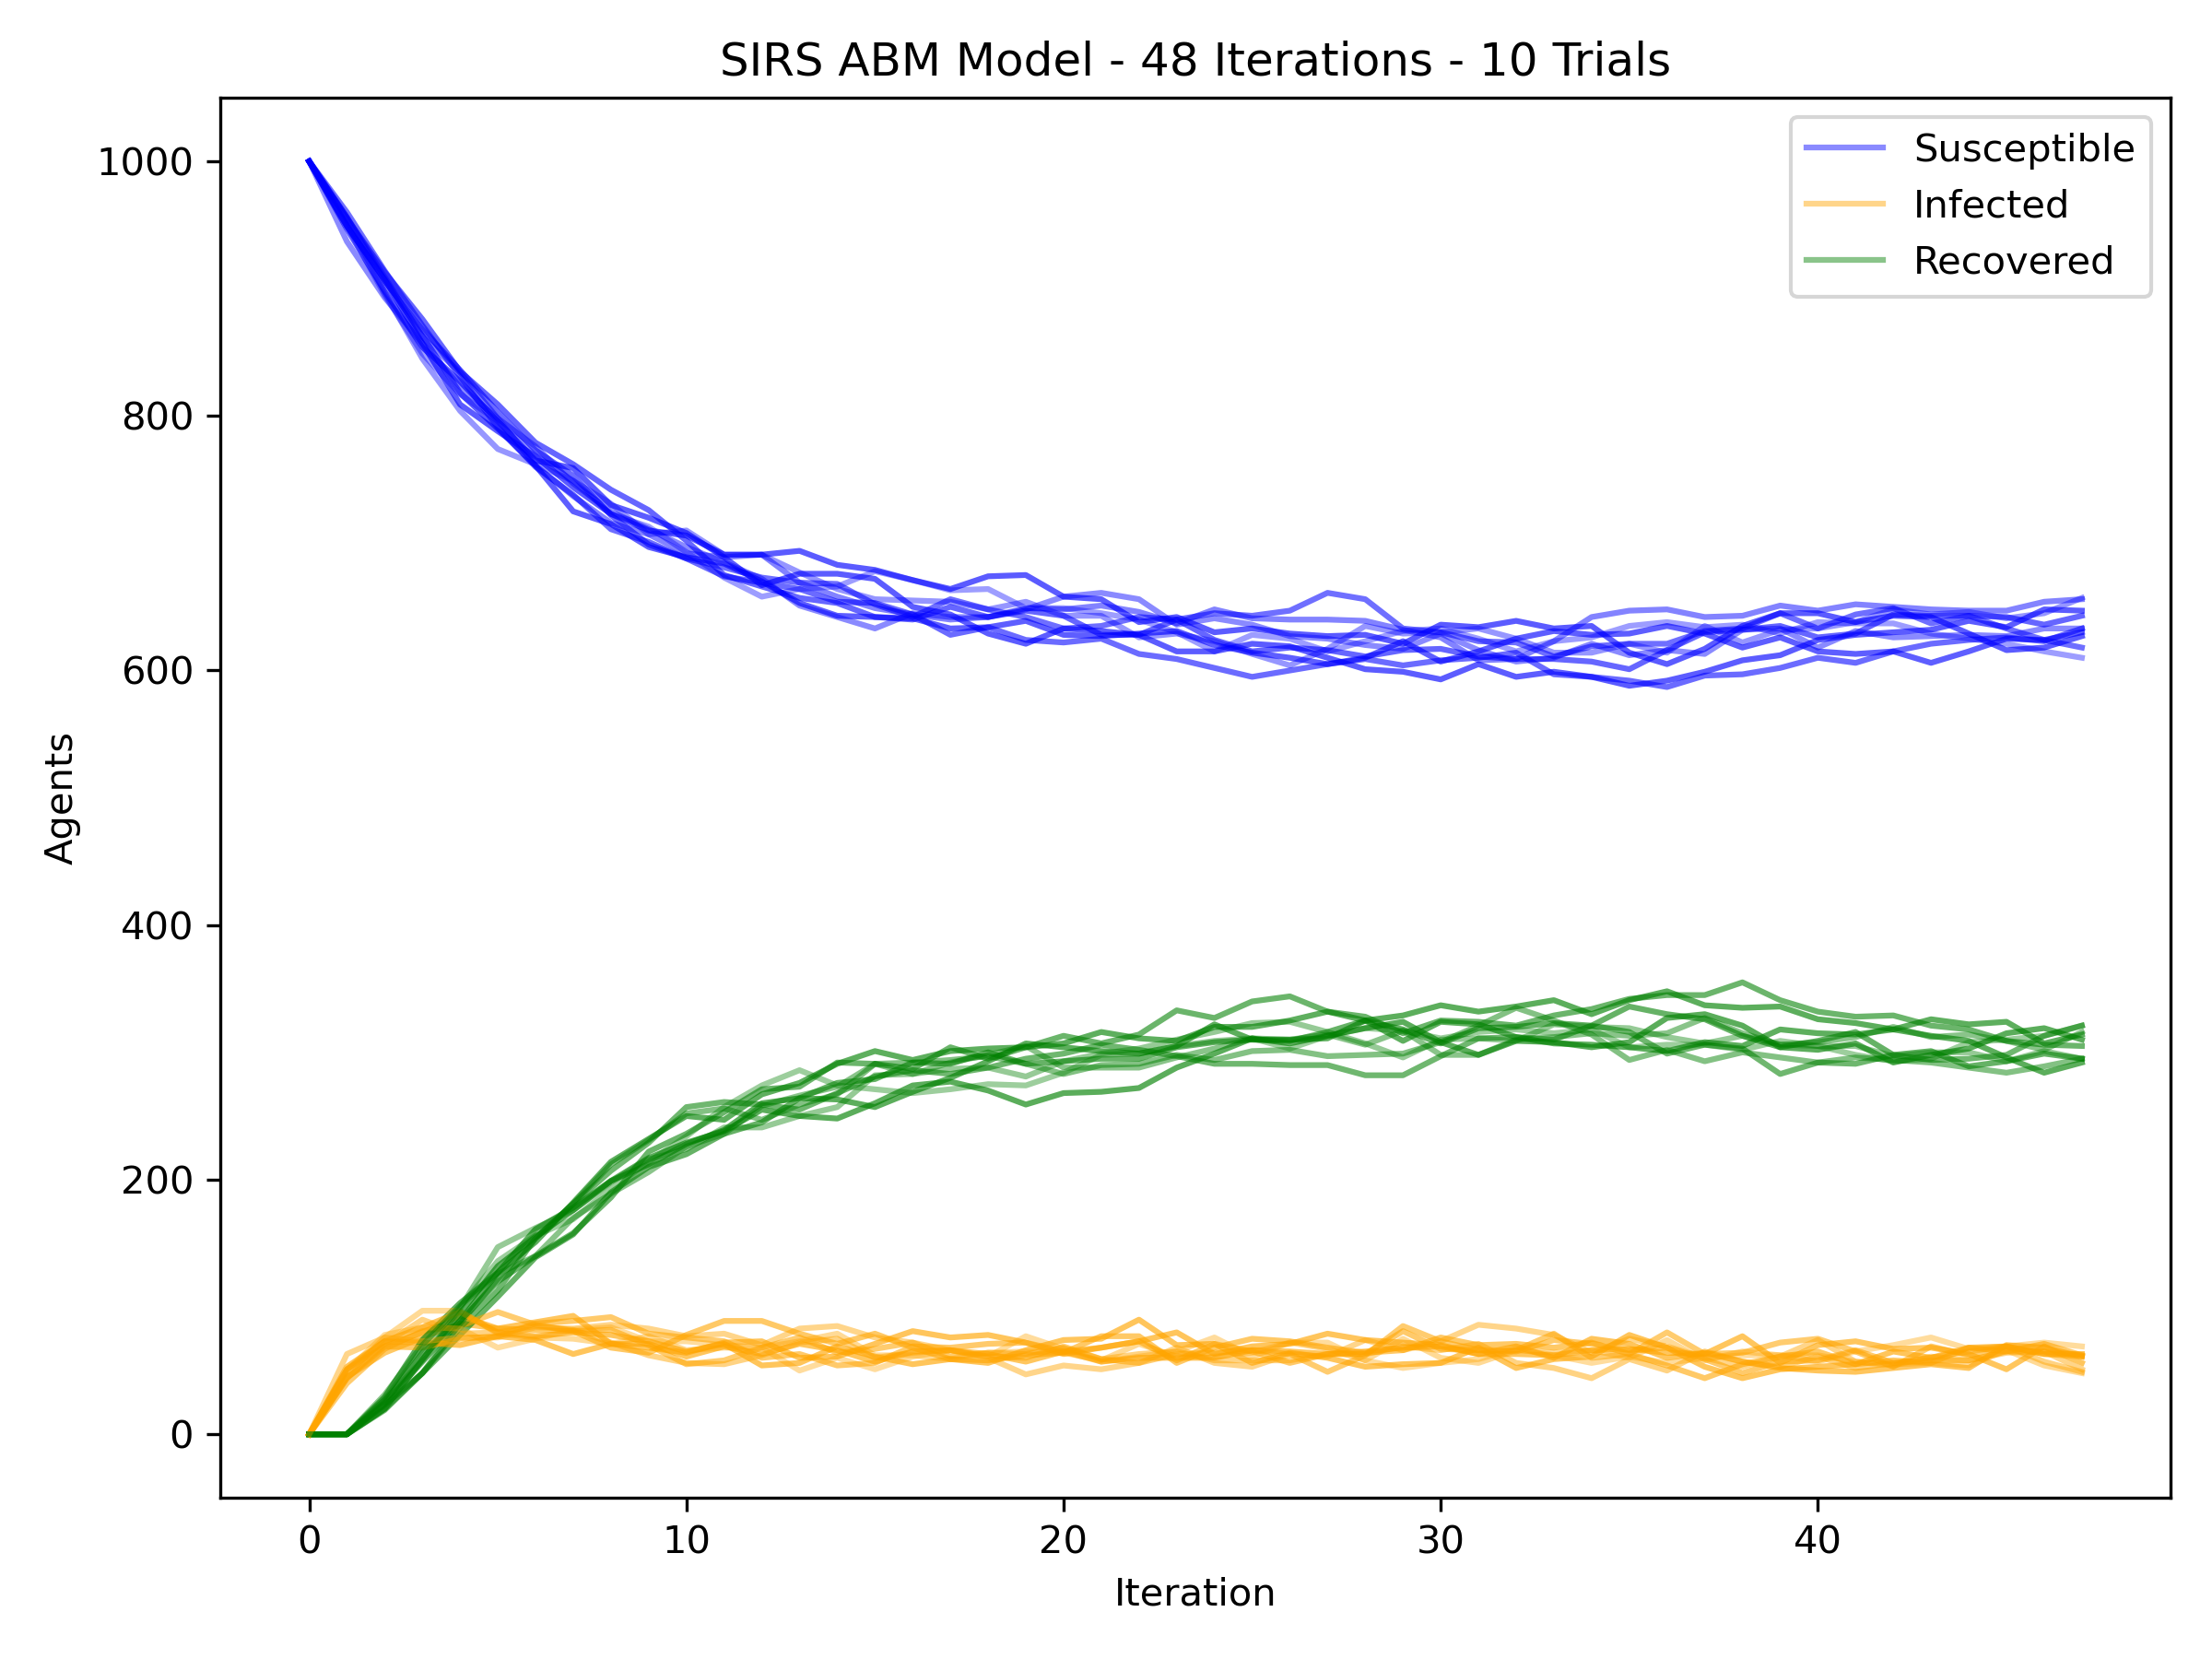 SIRS ABM Model - 48 Iterations - 10 Trials
Susceptible
Infected
Recovered
1000
800
600
400
200
0
Agents
0 10 20 30 40
Iteration